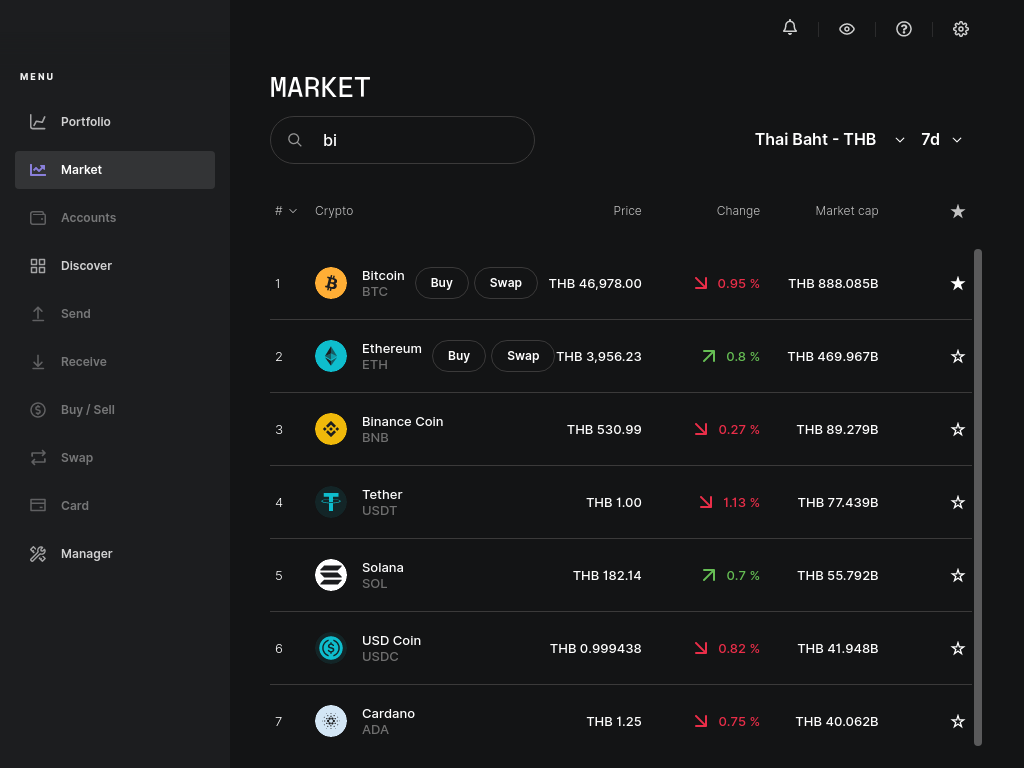 MENU
Portfolio
Market
Accounts
Discover
Send
Receive
Buy / Sell
Swap
Card
Manager
MARKET
bi
Thai Baht - THB 7d
# Crypto Price Change Market cap
1 Bitcoin BTC Buy Swap THB 46,978.00 0.95 % THB 888.085B
2 Ethereum ETH Buy Swap THB 3,956.23 0.8 % THB 469.967B
3 Binance Coin BNB THB 530.99 0.27 % THB 89.279B
4 Tether USDT THB 1.00 1.13 % THB 77.439B
5 Solana SOL THB 182.14 0.7 % THB 55.792B
6 USD Coin USDC THB 0.999438 0.82 % THB 41.948B
7 Cardano ADA THB 1.25 0.75 % THB 40.062B